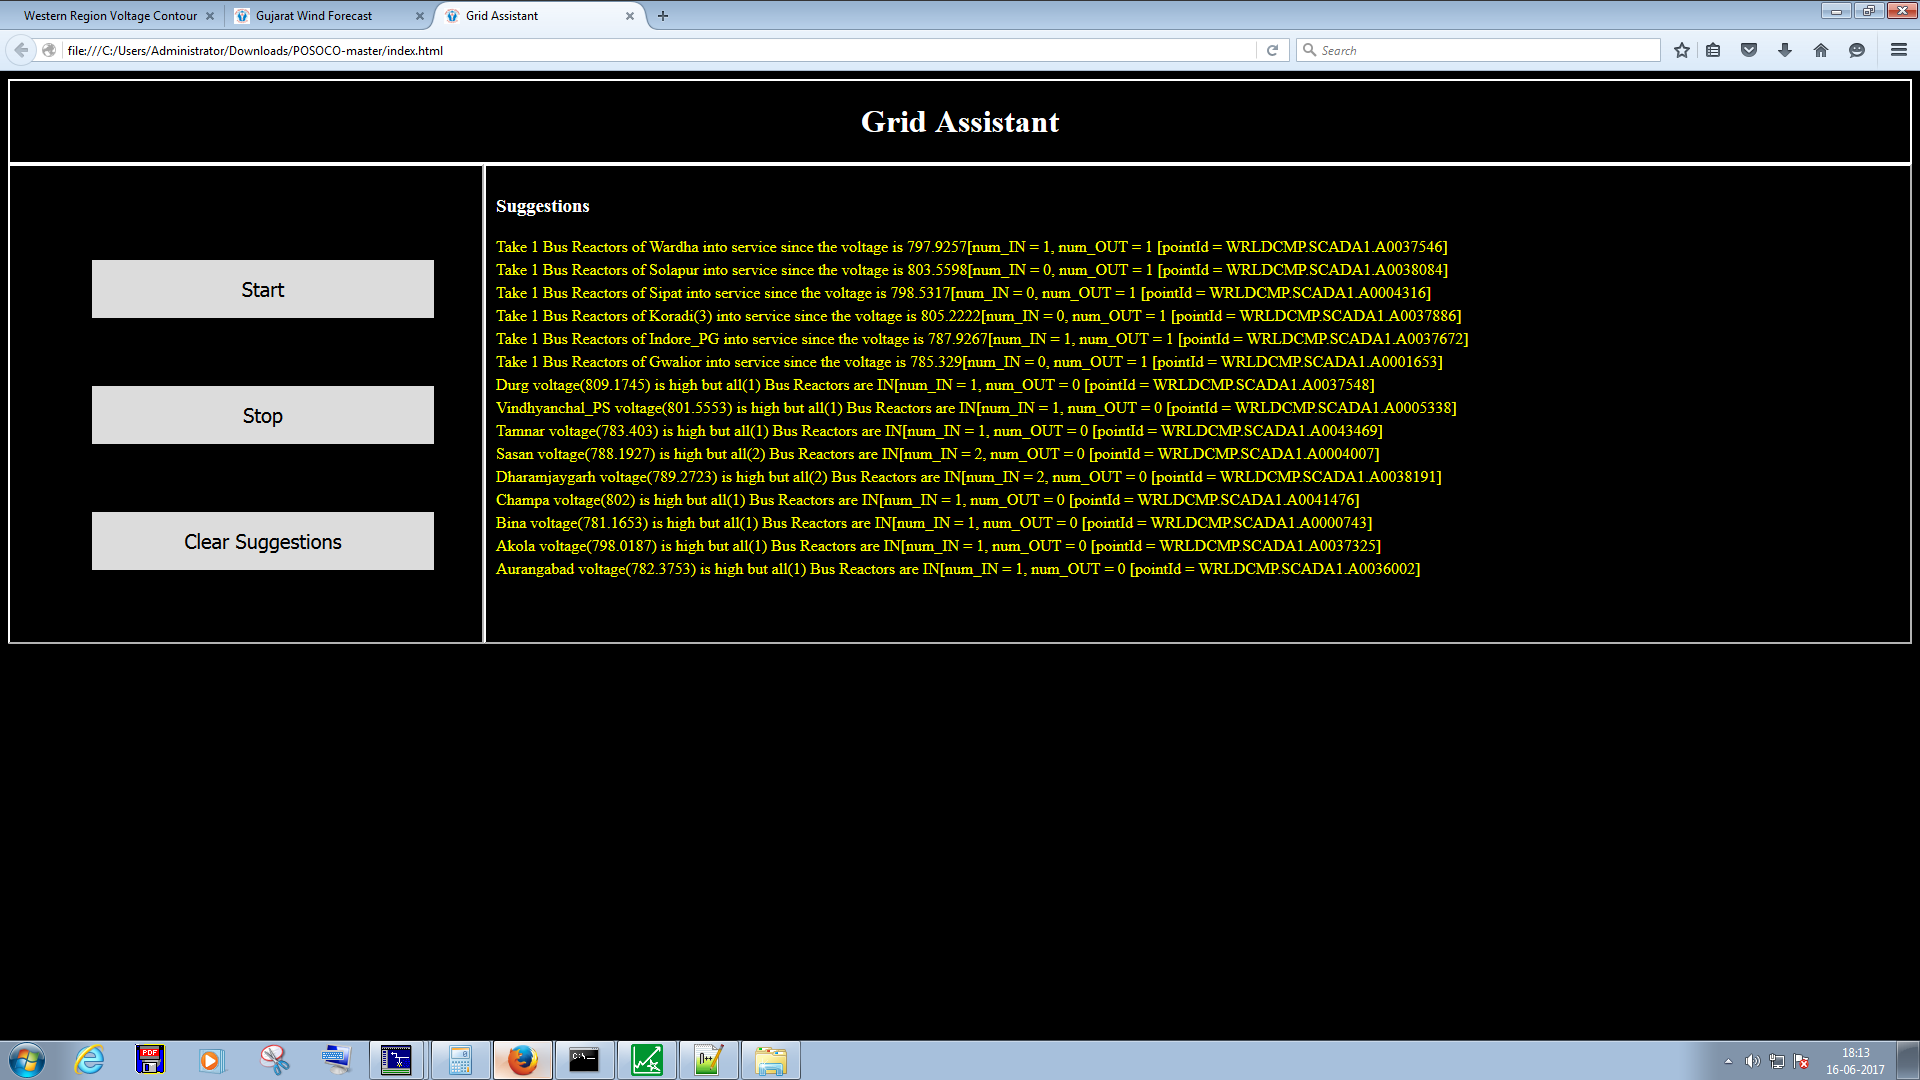 Western Region Voltage Contour
Gujarat Wind Forecast
Grid Assistant
file:///C:/Users/Administrator/Downloads/POSOCO-master/index.html
Search
Grid Assistant
Start
Stop
Clear Suggestions
Suggestions
Take 1 Bus Reactors of Wardha into service since the voltage is 797.9257[num_IN = 1, num_OUT = 1 [pointId = WRLDCMP.SCADA1.A0037546]
Take 1 Bus Reactors of Solapur into service since the voltage is 803.5598[num_IN = 0, num_OUT = 1 [pointId = WRLDCMP.SCADA1.A0038084]
Take 1 Bus Reactors of Sipat into service since the voltage is 798.5317[num_IN = 0, num_OUT = 1 [pointId = WRLDCMP.SCADA1.A0004316]
Take 1 Bus Reactors of Koradi(3) into service since the voltage is 805.2222[num_IN = 0, num_OUT = 1 [pointId = WRLDCMP.SCADA1.A0037886]
Take 1 Bus Reactors of Indore_PG into service since the voltage is 787.9267[num_IN = 1, num_OUT = 1 [pointId = WRLDCMP.SCADA1.A0037672]
Take 1 Bus Reactors of Gwalior into service since the voltage is 785.329[num_IN = 0, num_OUT = 1 [pointId = WRLDCMP.SCADA1.A0001653]
Durg voltage(809.1745) is high but all(1) Bus Reactors are IN[num_IN = 1, num_OUT = 0 [pointId = WRLDCMP.SCADA1.A0037548]
Vindhyanchal_PS voltage(801.5553) is high but all(1) Bus Reactors are IN[num_IN = 1, num_OUT = 0 [pointId = WRLDCMP.SCADA1.A0005338]
Tamnar voltage(783.403) is high but all(1) Bus Reactors are IN[num_IN = 1, num_OUT = 0 [pointId = WRLDCMP.SCADA1.A0043469]
Sasan voltage(788.1927) is high but all(2) Bus Reactors are IN[num_IN = 2, num_OUT = 0 [pointId = WRLDCMP.SCADA1.A0004007]
Dharamjaygarh voltage(789.2723) is high but all(2) Bus Reactors are IN[num_IN = 2, num_OUT = 0 [pointId = WRLDCMP.SCADA1.A0038191]
Champa voltage(802) is high but all(1) Bus Reactors are IN[num_IN = 1, num_OUT = 0 [pointId = WRLDCMP.SCADA1.A0041476]
Bina voltage(781.1653) is high but all(1) Bus Reactors are IN[num_IN = 1, num_OUT = 0 [pointId = WRLDCMP.SCADA1.A0000743]
Akola voltage(798.0187) is high but all(1) Bus Reactors are IN[num_IN = 1, num_OUT = 0 [pointId = WRLDCMP.SCADA1.A0037325]
Aurangabad voltage(782.3753) is high but all(1) Bus Reactors are IN[num_IN = 1, num_OUT = 0 [pointId = WRLDCMP.SCADA1.A0036002]
PDF
C:\.
18:13
16-06-2017